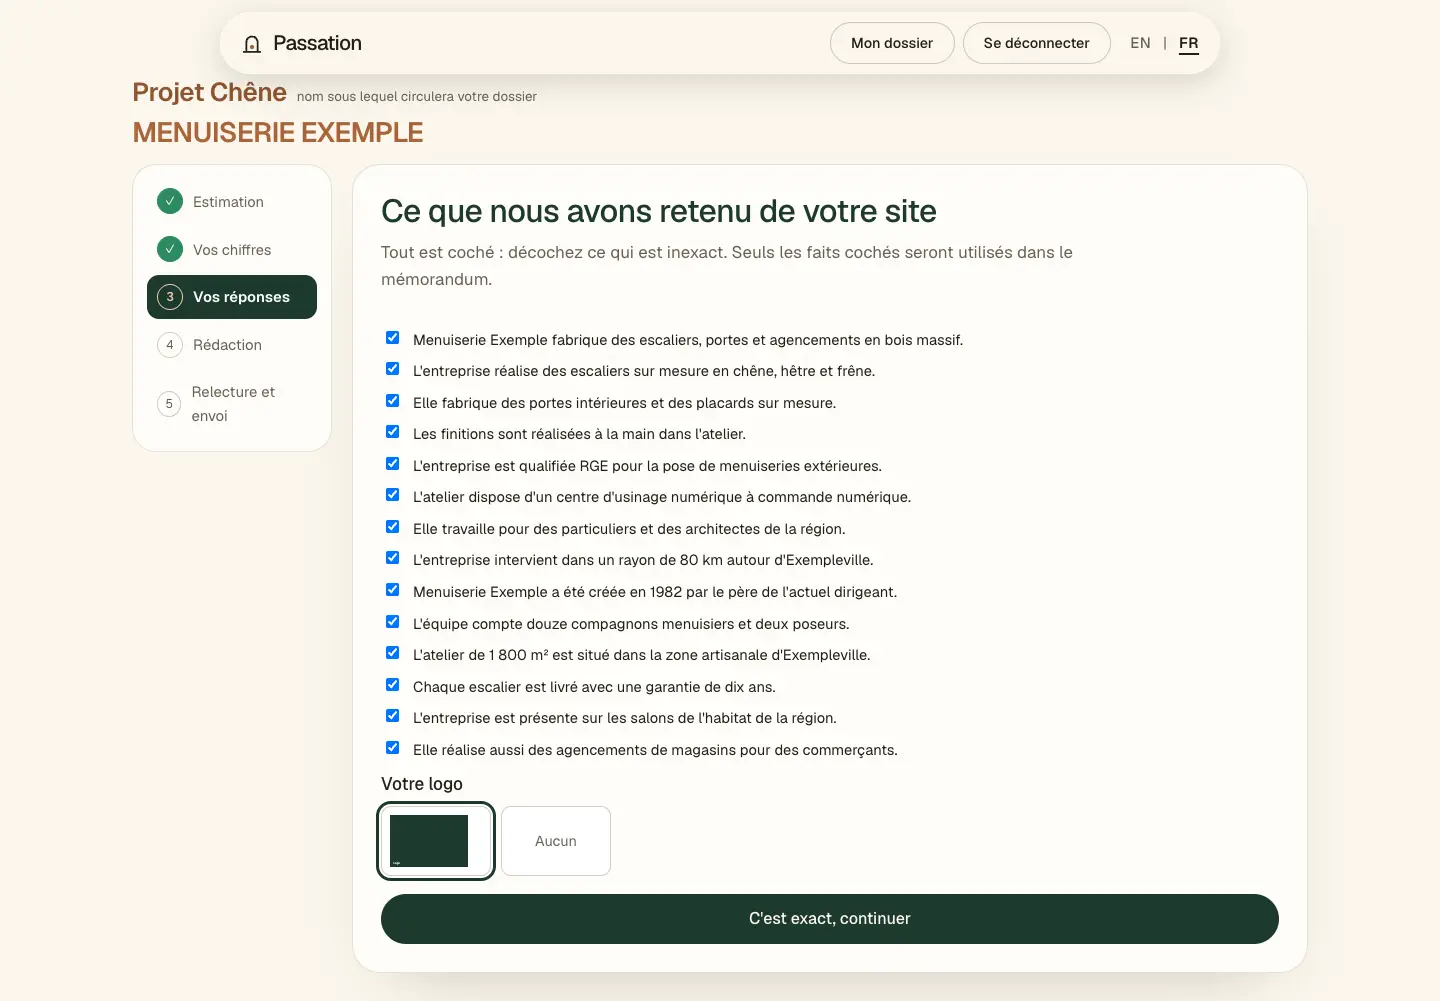 Passation
Mon dossier
Se déconnecter
EN | FR
Projet Chêne nom sous lequel circulera votre dossier
MENUISERIE EXEMPLE
Estimation
Vos chiffres
3 Vos réponses
4 Rédaction
5 Relecture et
envoi
Ce que nous avons retenu de votre site
Tout est coché : décochez ce qui est inexact. Seuls les faits cochés seront utilisés dans le
mémorandum.
Menuiserie Exemple fabrique des escaliers, portes et agencements en bois massif.
L'entreprise réalise des escaliers sur mesure en chêne, hêtre et frêne.
Elle fabrique des portes intérieures et des placards sur mesure.
Les finitions sont réalisées à la main dans l'atelier.
L'entreprise est qualifiée RGE pour la pose de menuiseries extérieures.
L'atelier dispose d'un centre d'usinage numérique à commande numérique.
Elle travaille pour des particuliers et des architectes de la région.
L'entreprise intervient dans un rayon de 80 km autour d'Exempleville.
Menuiserie Exemple a été créée en 1982 par le père de l'actuel dirigeant.
L'équipe compte douze compagnons menuisiers et deux poseurs.
L'atelier de 1 800 m² est situé dans la zone artisanale d'Exempleville.
Chaque escalier est livré avec une garantie de dix ans.
L'entreprise est présente sur les salons de l'habitat de la région.
Elle réalise aussi des agencements de magasins pour des commerçants.
Votre logo
Aucun
C'est exact, continuer